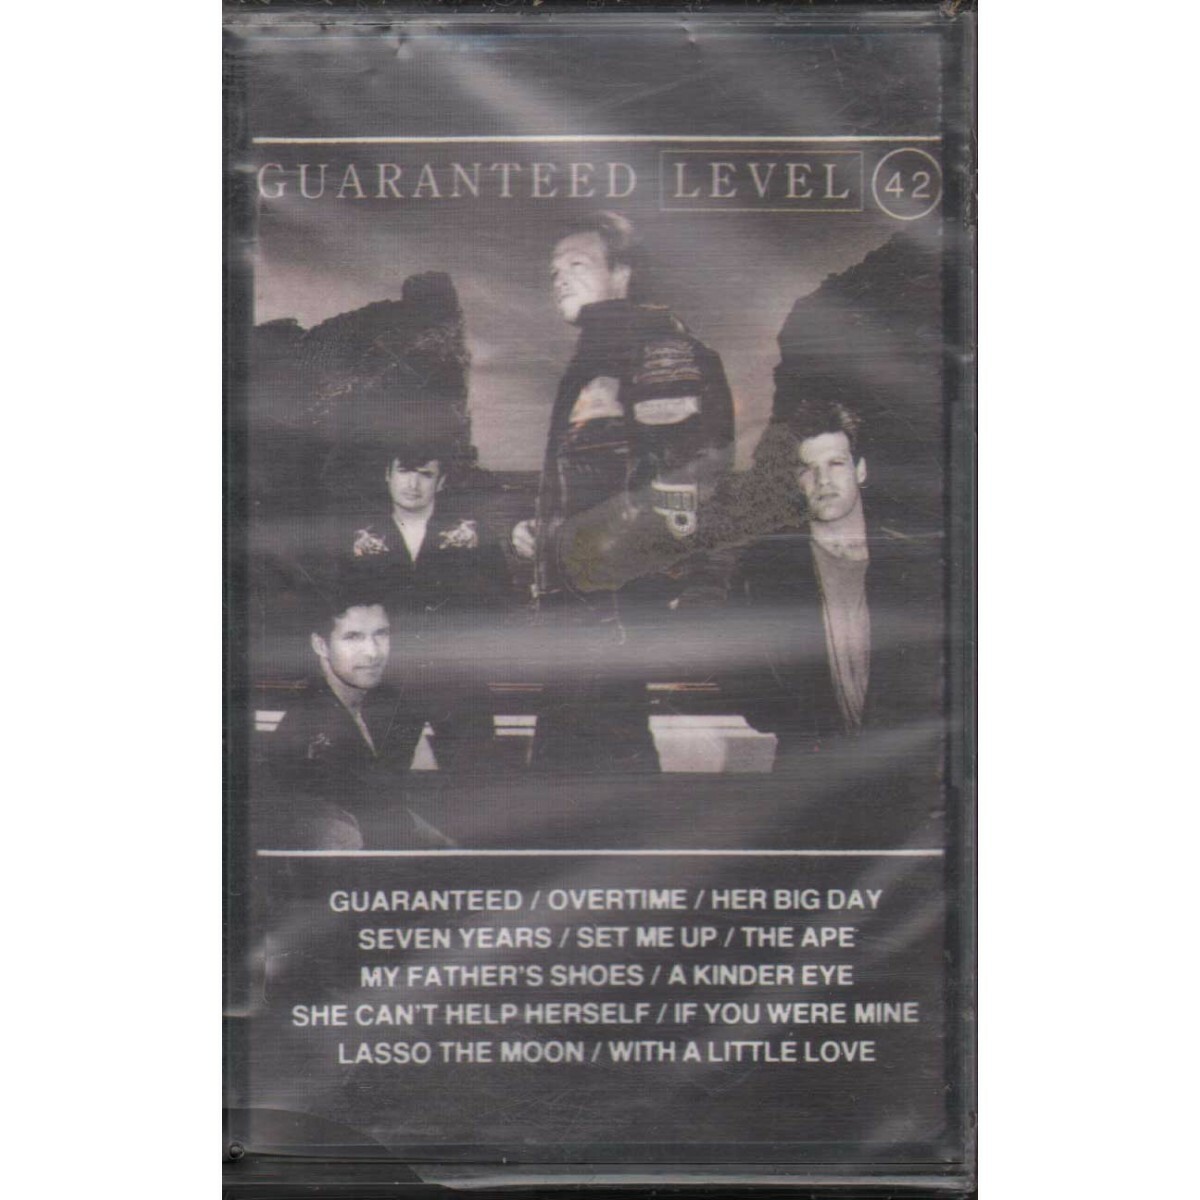 GUARANTEED LEVEL 42
GUARANTEED / OVERTIME / HER BIG DAY
SEVEN YEARS / SET ME UP / THE APE
MY FATHER'S SHOES / A KINDER EYE
SHE CAN'T HELP HERSELF / IF YOU WERE MINE
LASSO THE MOON / WITH A LITTLE LOVE